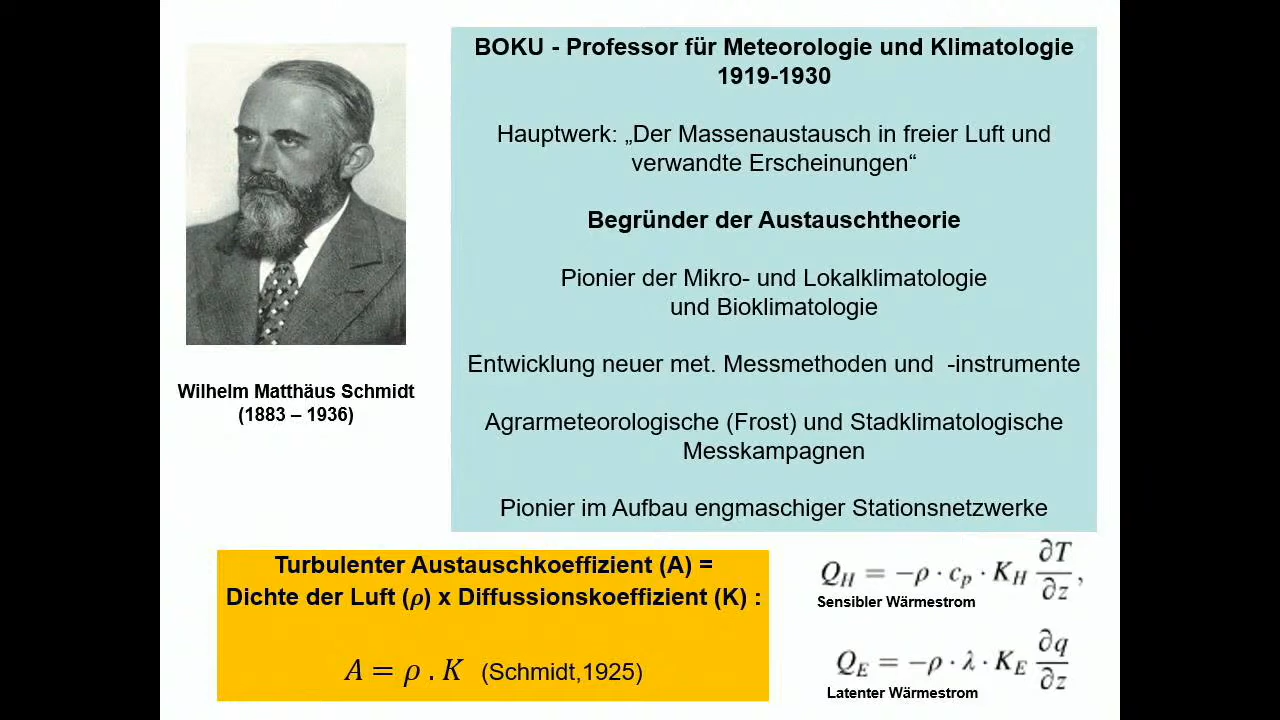 BOKU - Professor für Meteorologie und Klimatologie
1919-1930
Hauptwerk: „Der Massenaustausch in freier Luft und
verwandte Erscheinungen“
Begründer der Austauschtheorie
Pionier der Mikro- und Lokalklimatologie
und Bioklimatologie
Entwicklung neuer met. Messmethoden und -instrumente
Agrarmeteorologische (Frost) und Stadklimatologische
Messkampagnen
Pionier im Aufbau engmaschiger Stationsnetzwerke
Wilhelm Matthäus Schmidt
(1883 – 1936)
Turbulenter Austauschkoeffizient (A) =
Dichte der Luft (ρ) x Diffussionskoeffizient (K) :
A = ρ . K (Schmidt,1925)
Q_H = −ρ · c_p · K_H ∂T/∂z,
Sensibler Wärmestrom
Q_E = −ρ · λ · K_E ∂q/∂z
Latenter Wärmestrom